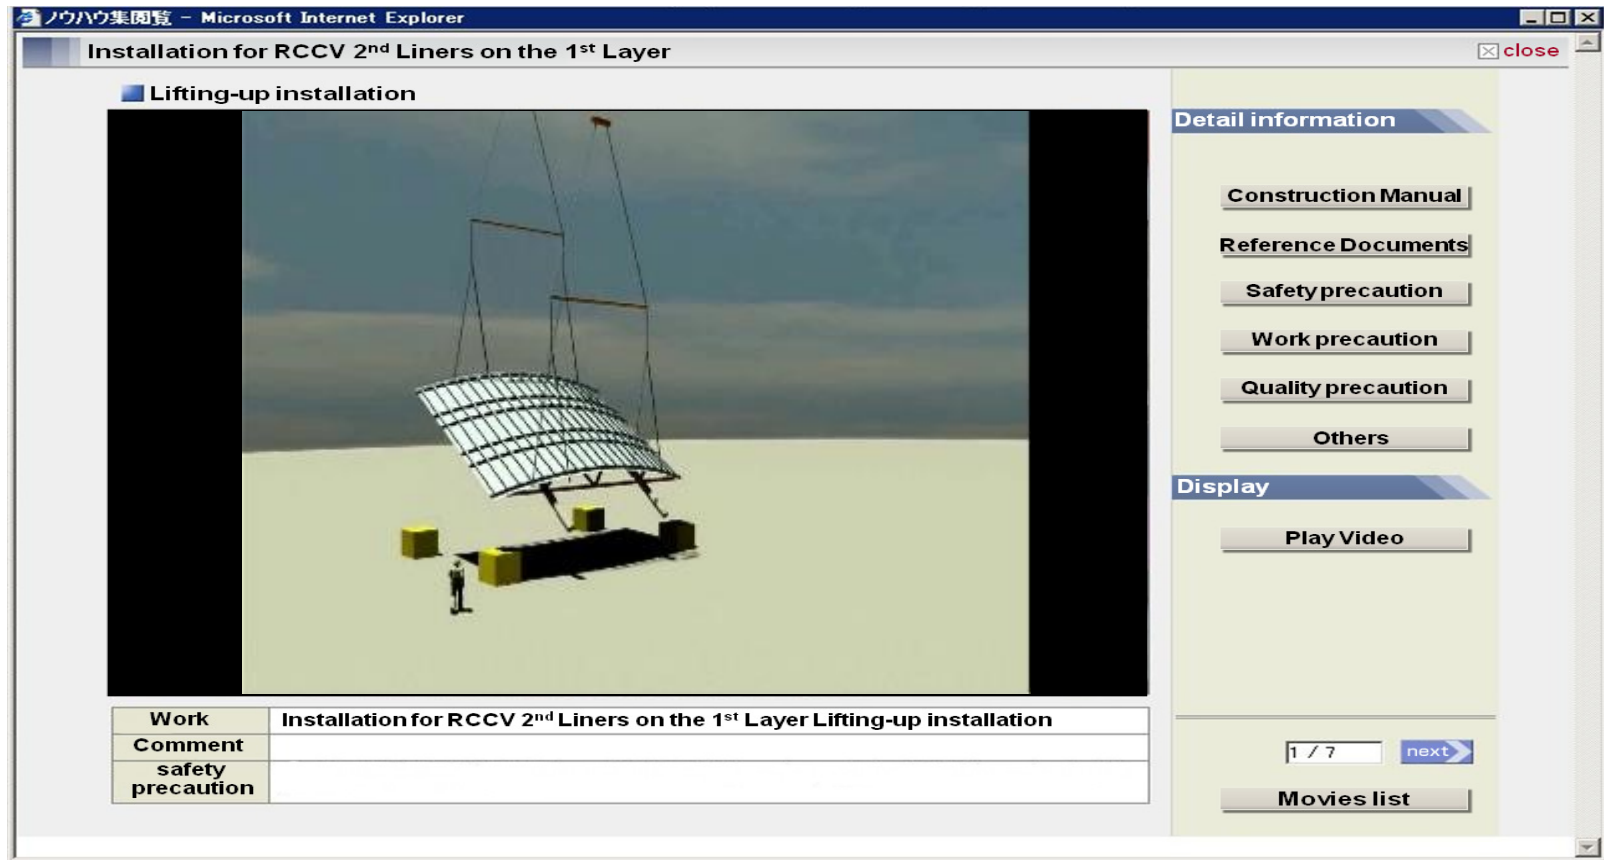 ノウハウ集閲覧 - Microsoft Internet Explorer
Installation for RCCV 2nd Liners on the 1st Layer
close
Lifting-up installation
Detail information
Construction Manual
Reference Documents
Safety precaution
Work precaution
Quality precaution
Others
Display
Play Video
Work
Installation for RCCV 2nd Liners on the 1st Layer Lifting-up installation
Comment
safety
precaution
1 / 7
next
Movies list